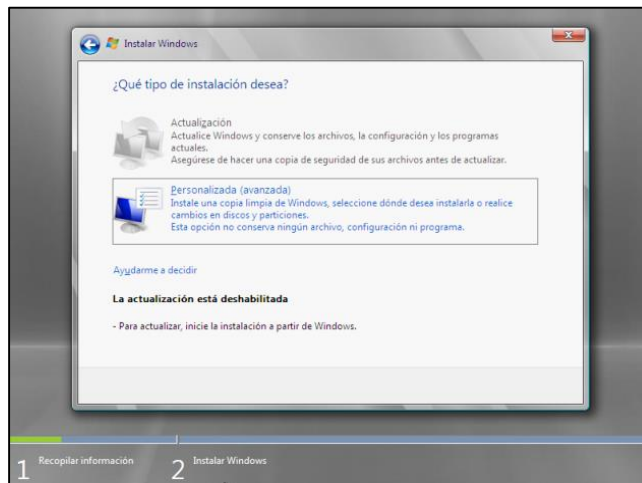 Instalar Windows
¿Qué tipo de instalación desea?
Actualización
Actualice Windows y conserve los archivos, la configuración y los programas
actuales.
Asegúrese de hacer una copia de seguridad de sus archivos antes de actualizar.
Personalizada (avanzada)
Instale una copia limpia de Windows, seleccione dónde desea instalarla o realice
cambios en discos y particiones.
Esta opción no conserva ningún archivo, configuración ni programa.
Ayudarme a decidir
La actualización está deshabilitada
- Para actualizar, inicie la instalación a partir de Windows.
1 Recopilar información 2 Instalar Windows